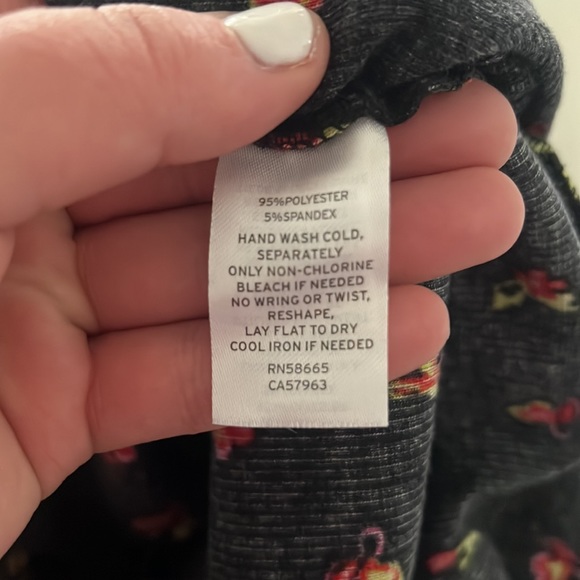 95%POLYESTER
5%SPANDEX
HAND WASH COLD,
SEPARATELY
ONLY NON-CHLORINE
BLEACH IF NEEDED
NO WRING OR TWIST,
RESHAPE,
LAY FLAT TO DRY
COOL IRON IF NEEDED
RN58665
CA57963